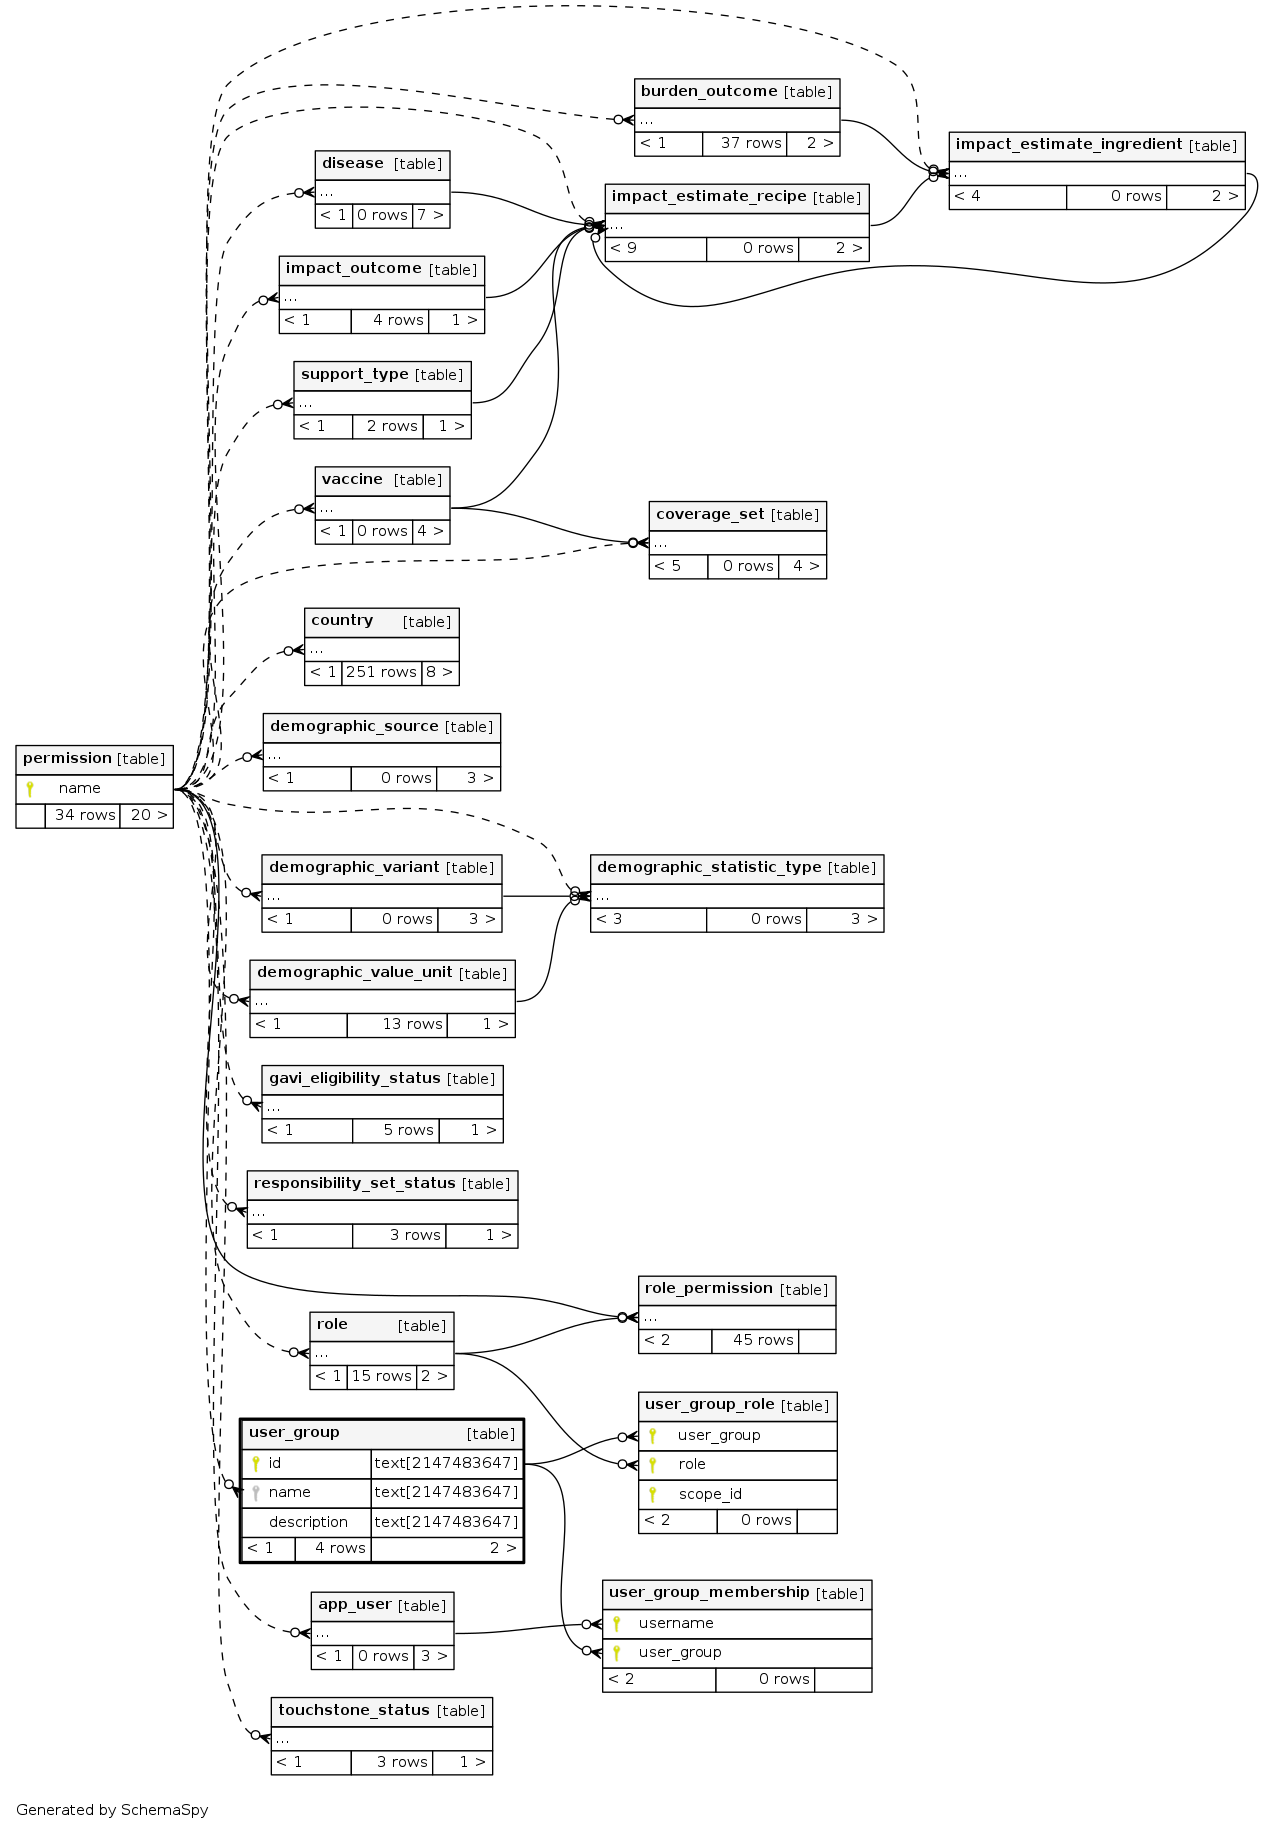 burden_outcome [table]
...
< 1 37 rows 2 >
impact_estimate_ingredient [table]
...
< 4 0 rows 2 >
disease [table]
...
< 1 0 rows 7 >
impact_estimate_recipe [table]
...
< 9 0 rows 2 >
impact_outcome [table]
...
< 1 4 rows 1 >
support_type [table]
...
< 1 2 rows 1 >
vaccine [table]
...
< 1 0 rows 4 >
coverage_set [table]
...
< 5 0 rows 4 >
country [table]
...
< 1 251 rows 8 >
demographic_source [table]
...
< 1 0 rows 3 >
permission [table]
name
34 rows 20 >
demographic_variant [table]
...
< 1 0 rows 3 >
demographic_statistic_type [table]
...
< 3 0 rows 3 >
demographic_value_unit [table]
...
< 1 13 rows 1 >
gavi_eligibility_status [table]
...
< 1 5 rows 1 >
responsibility_set_status [table]
...
< 1 3 rows 1 >
role_permission [table]
...
< 2 45 rows
role [table]
...
< 1 15 rows 2 >
user_group_role [table]
user_group
role
scope_id
< 2 0 rows
user_group [table]
id text[2147483647]
name text[2147483647]
description text[2147483647]
< 1 4 rows 2 >
user_group_membership [table]
username
user_group
< 2 0 rows
app_user [table]
...
< 1 0 rows 3 >
touchstone_status [table]
...
< 1 3 rows 1 >
Generated by SchemaSpy